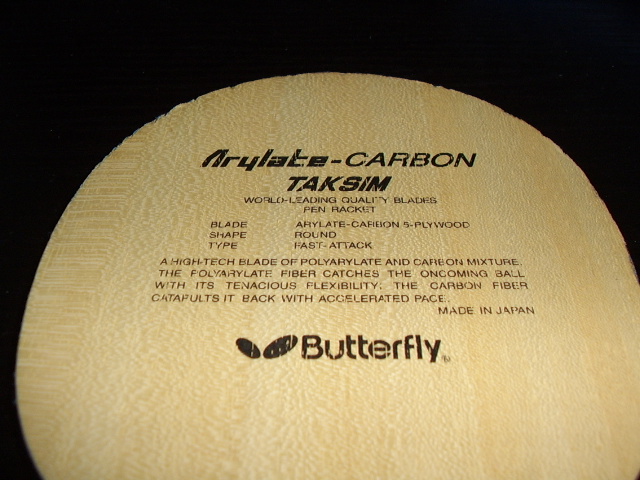 Arylate-CARBON
TAKSIM
WORLD-LEADING QUALITY BLADES
PEN RACKET
BLADE ARYLATE-CARBON 5-PLYWOOD
SHAPE ROUND
TYPE FAST-ATTACK
A HIGH-TECH BLADE OF POLYARYLATE AND CARBON MIXTURE.
THE POLYARYLATE FIBER CATCHES THE ONCOMING BALL
WITH ITS TENACIOUS FLEXIBILITY; THE CARBON FIBER
CATAPULTS IT BACK WITH ACCELERATED PACE.
MADE IN JAPAN
Butterfly®